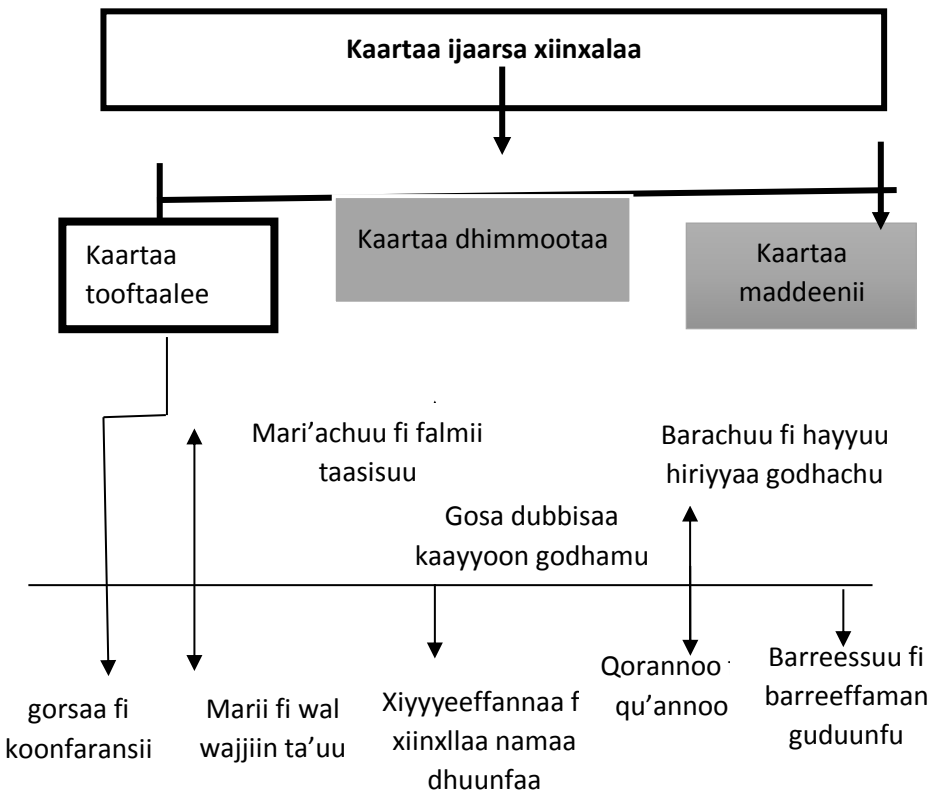 Kaartaa ijaarsa xiinxalaa
Kaartaa
tooftaalee
Kaartaa dhimmootaa
Kaartaa
maddeenii
Mari'achuu fi falmii
taasisuu
Barachuu fi hayyuu
hiriyyaa godhachu
Gosa dubbisaa
kaayyoon godhamu
gorsaa fi
koonfaransii
Marii fi wal
wajjiin ta'uu
Xiyyyeeffannaa f
xiinxllaa namaa
dhuunfaa
Qorannoo
qu'annoo
Barreessuu fi
barreeffaman
guduunfu